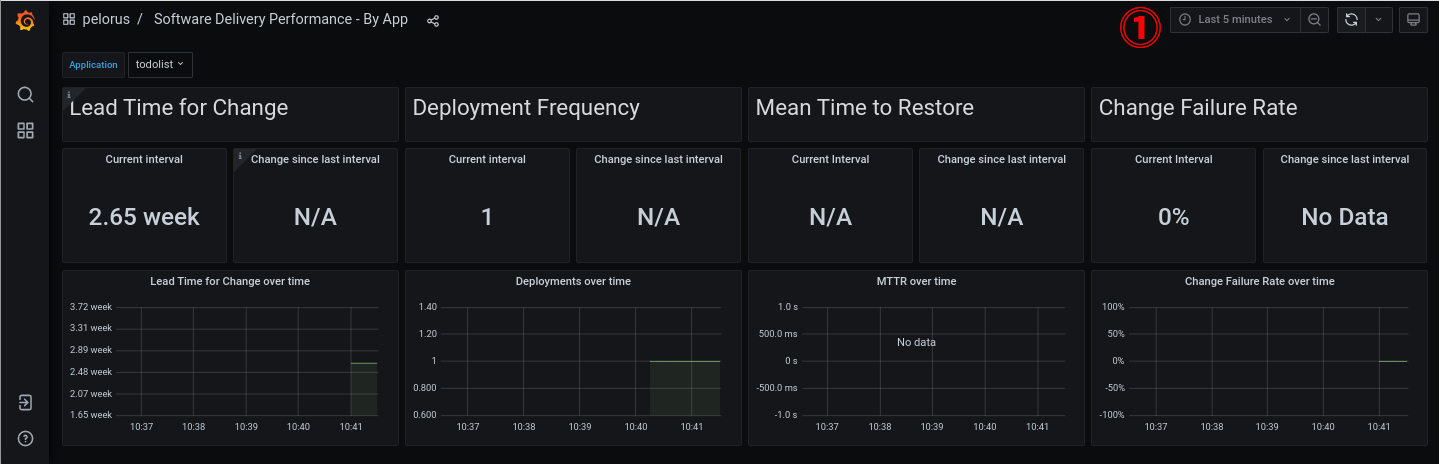 pelorus / Software Delivery Performance - By App
1
Last 5 minutes
Application todolist
i
Lead Time for Change
Deployment Frequency
Mean Time to Restore
Change Failure Rate
Current interval
i
Change since last interval
Current interval
Change since last interval
Current Interval
Change since last interval
Current Interval
Change since last interval
2.65 week
N/A
1
N/A
N/A
N/A
0%
No Data
Lead Time for Change over time
3.72 week
3.31 week
2.89 week
2.48 week
2.07 week
1.65 week
10:37 10:38 10:39 10:40 10:41
Deployments over time
1.40
1.20
1
0.800
0.600
10:37 10:38 10:39 10:40 10:41
MTTR over time
1.0 s
500.0 ms
No data
0 s
-500.0 ms
-1.0 s
10:37 10:38 10:39 10:40 10:41
Change Failure Rate over time
100%
50%
0%
-50%
-100%
10:37 10:38 10:39 10:40 10:41
?